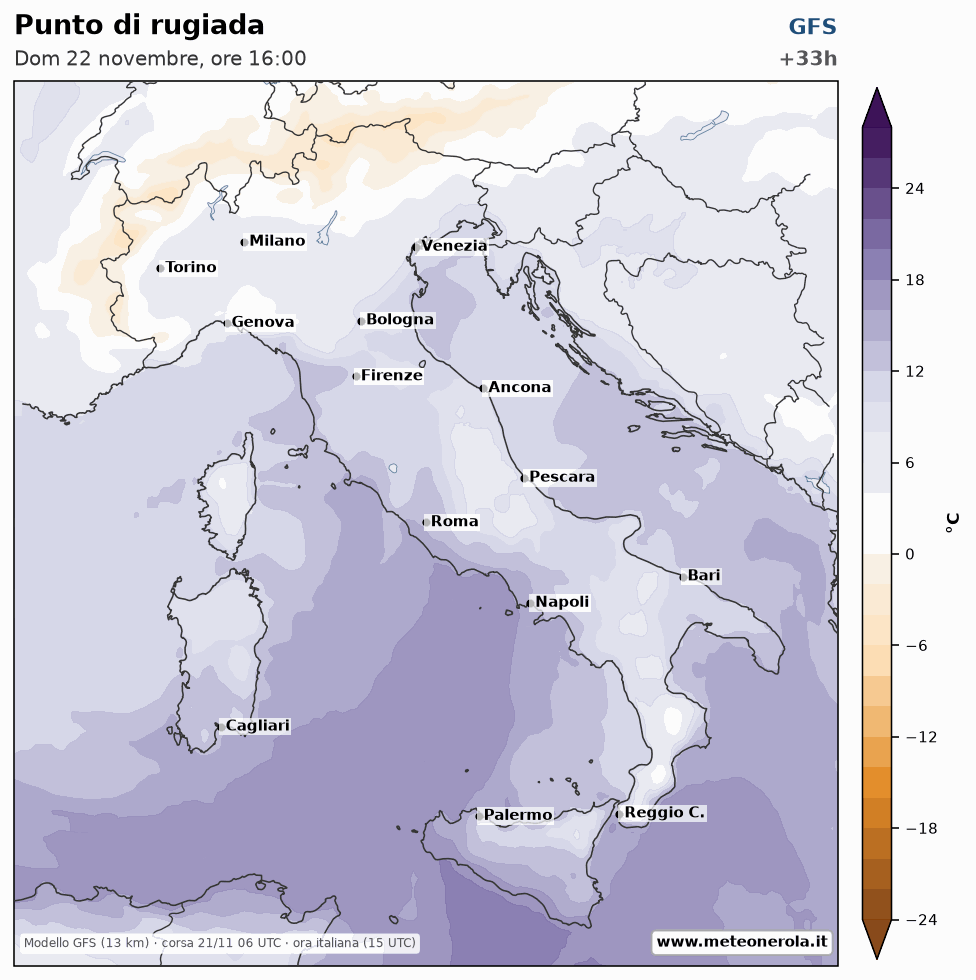 Punto di rugiada
GFS
Dom 22 novembre, ore 16:00
+33h
Milano
Venezia
Torino
Genova
Bologna
Firenze
Ancona
Pescara
Roma
Bari
Napoli
Cagliari
Palermo
Reggio C.
24
18
12
6
0
−6
−12
−18
−24
°C
Modello GFS (13 km) · corsa 21/11 06 UTC · ora italiana (15 UTC)
www.meteonerola.it